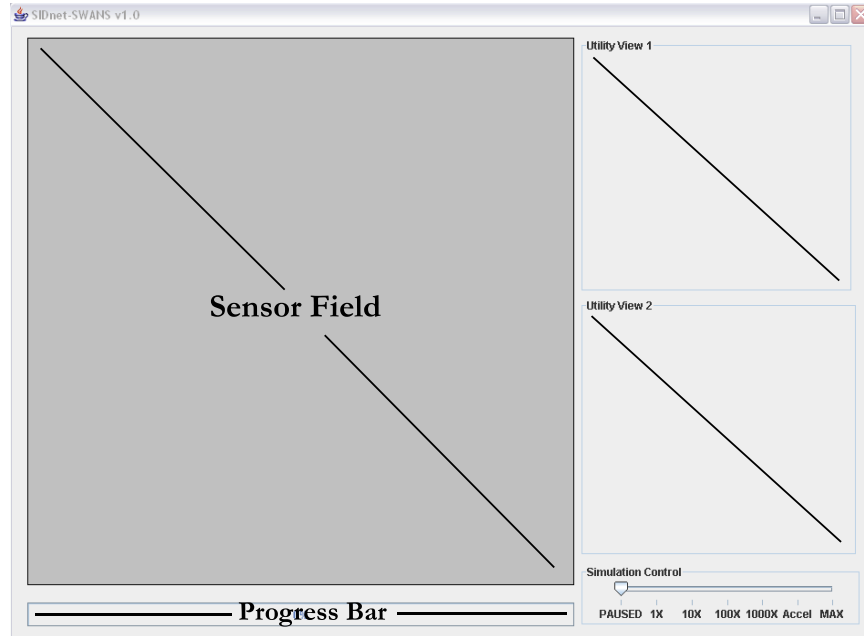 SIDnet-SWANS v1.0
Utility View 1
Sensor Field
Utility View 2
Simulation Control
PAUSED 1X 10X 100X 1000X Accel MAX
Progress Bar